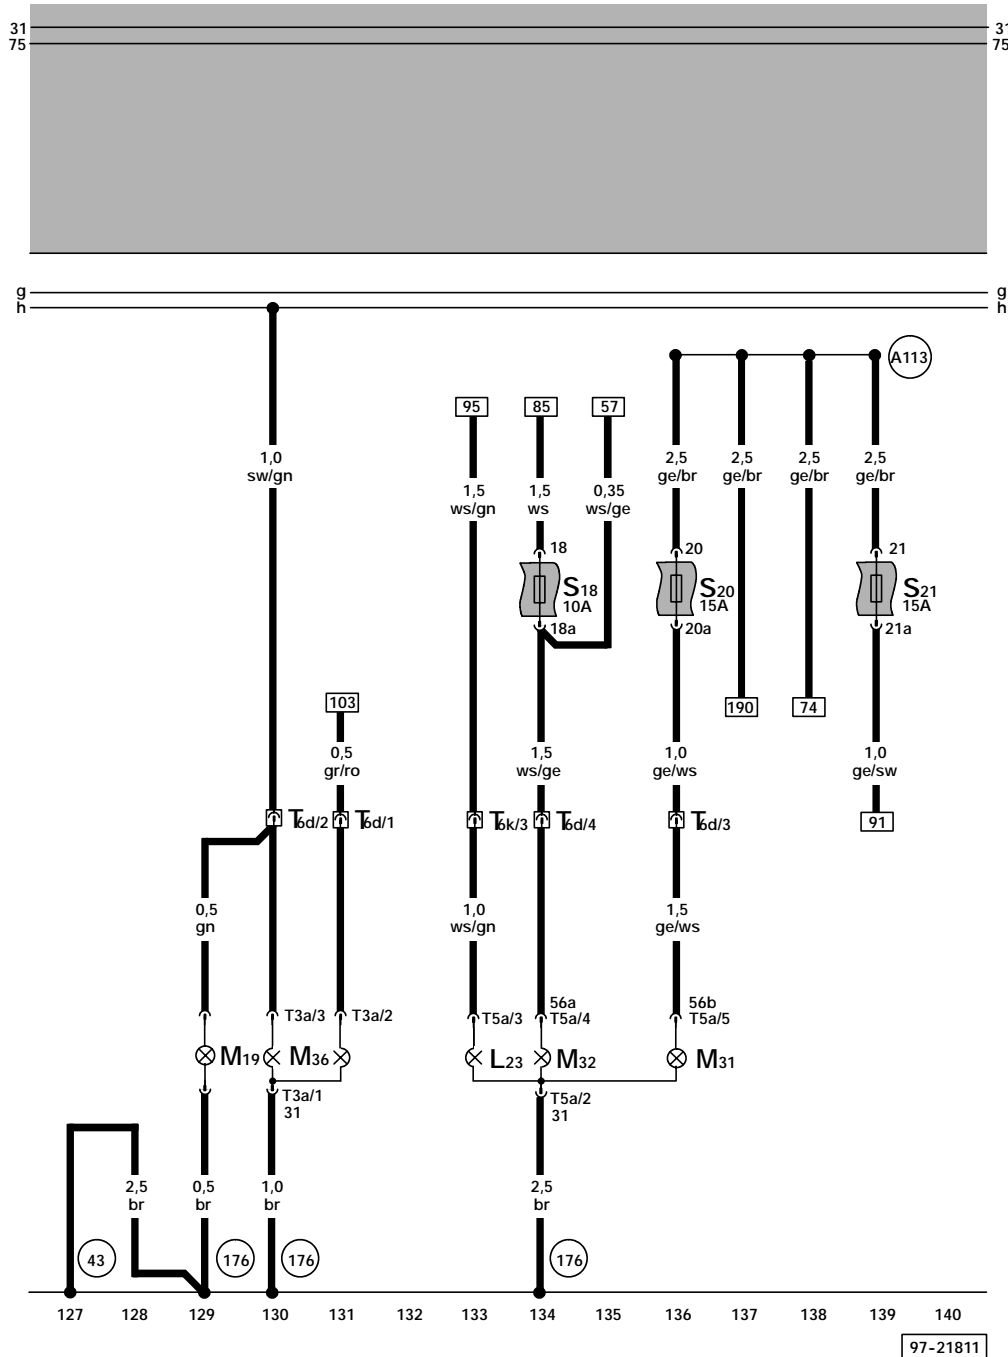 31 31
75 75
g g
h h
A113
95 85 57
1,0 sw/gn
2,5 ge/br
2,5 ge/br
2,5 ge/br
2,5 ge/br
1,5 ws/gn
1,5 ws
0,35 ws/ge
18 20 21
S18 10A
S20 15A
S21 15A
18a 20a 21a
103
190 74
0,5 gr/ro
1,5 ws/ge
1,0 ge/ws
1,0 ge/sw
T6d/2 T6d/1 T6k/3 T6d/4 T6d/3
91
0,5 gn
1,0 ws/gn
1,5 ge/ws
56a 56b
T3a/3 T3a/2 T5a/3 T5a/4 T5a/5
M19 M36 L23 M32 M31
T3a/1 T5a/2
31 31
2,5 br
0,5 br
1,0 br
2,5 br
43 176 176 176
127 128 129 130 131 132 133 134 135 136 137 138 139 140
97-21811